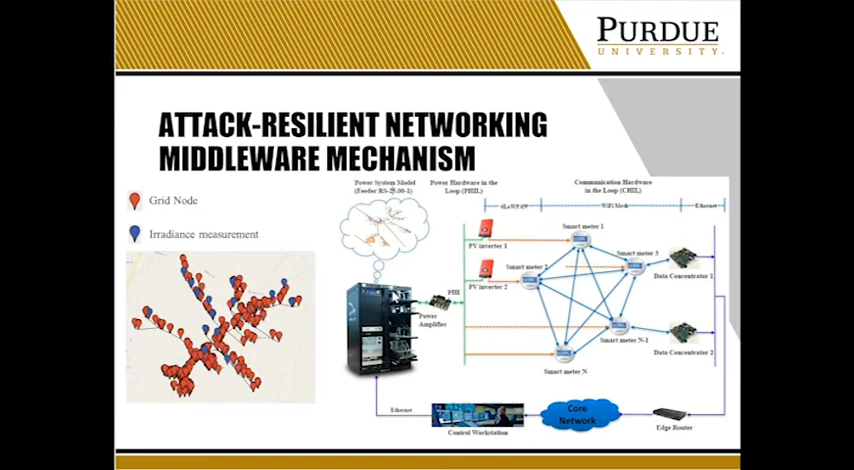 PURDUE
UNIVERSITY
ATTACK-RESILIENT NETWORKING
MIDDLEWARE MECHANISM
Grid Node
Irradiance measurement
Power System Model
Power Hardware in the
Loop (PHIL)
Communication Hardware
in the Loop (CHIL)
6LoWPAN
WiFi Mesh
Ethernet
PV inverter 1
PV inverter 2
PHI
Power
Amplifier
Smart meter 1
Smart meter 2
Smart meter 3
Smart meter N-1
Smart meter N
Data Concentrator 1
Data Concentrator 2
Ethernet
Control Workstation
Core
Network
Edge Router